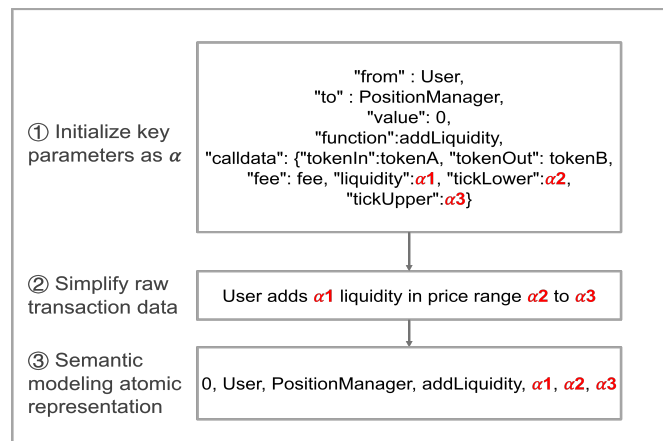 ① Initialize key
parameters as α
"from" : User,
"to" : PositionManager,
"value": 0,
"function":addLiquidity,
"calldata": {"tokenIn":tokenA, "tokenOut": tokenB,
"fee": fee, "liquidity":α1, "tickLower":α2,
"tickUpper":α3}
② Simplify raw
transaction data
User adds α1 liquidity in price range α2 to α3
③ Semantic
modeling atomic
representation
0, User, PositionManager, addLiquidity, α1, α2, α3